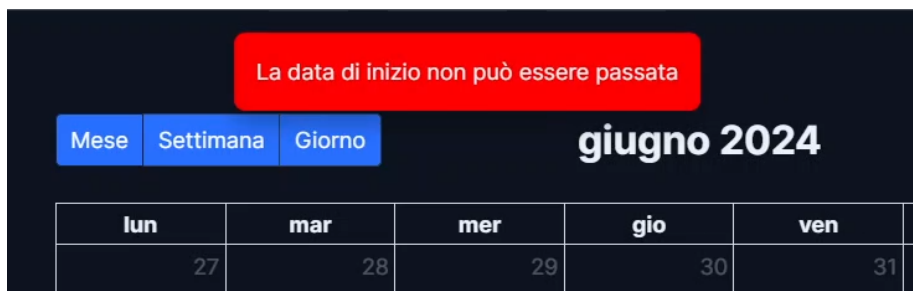 La data di inizio non può essere passata
Mese Settimana Giorno giugno 2024
lun mar mer gio ven
27 28 29 30 31